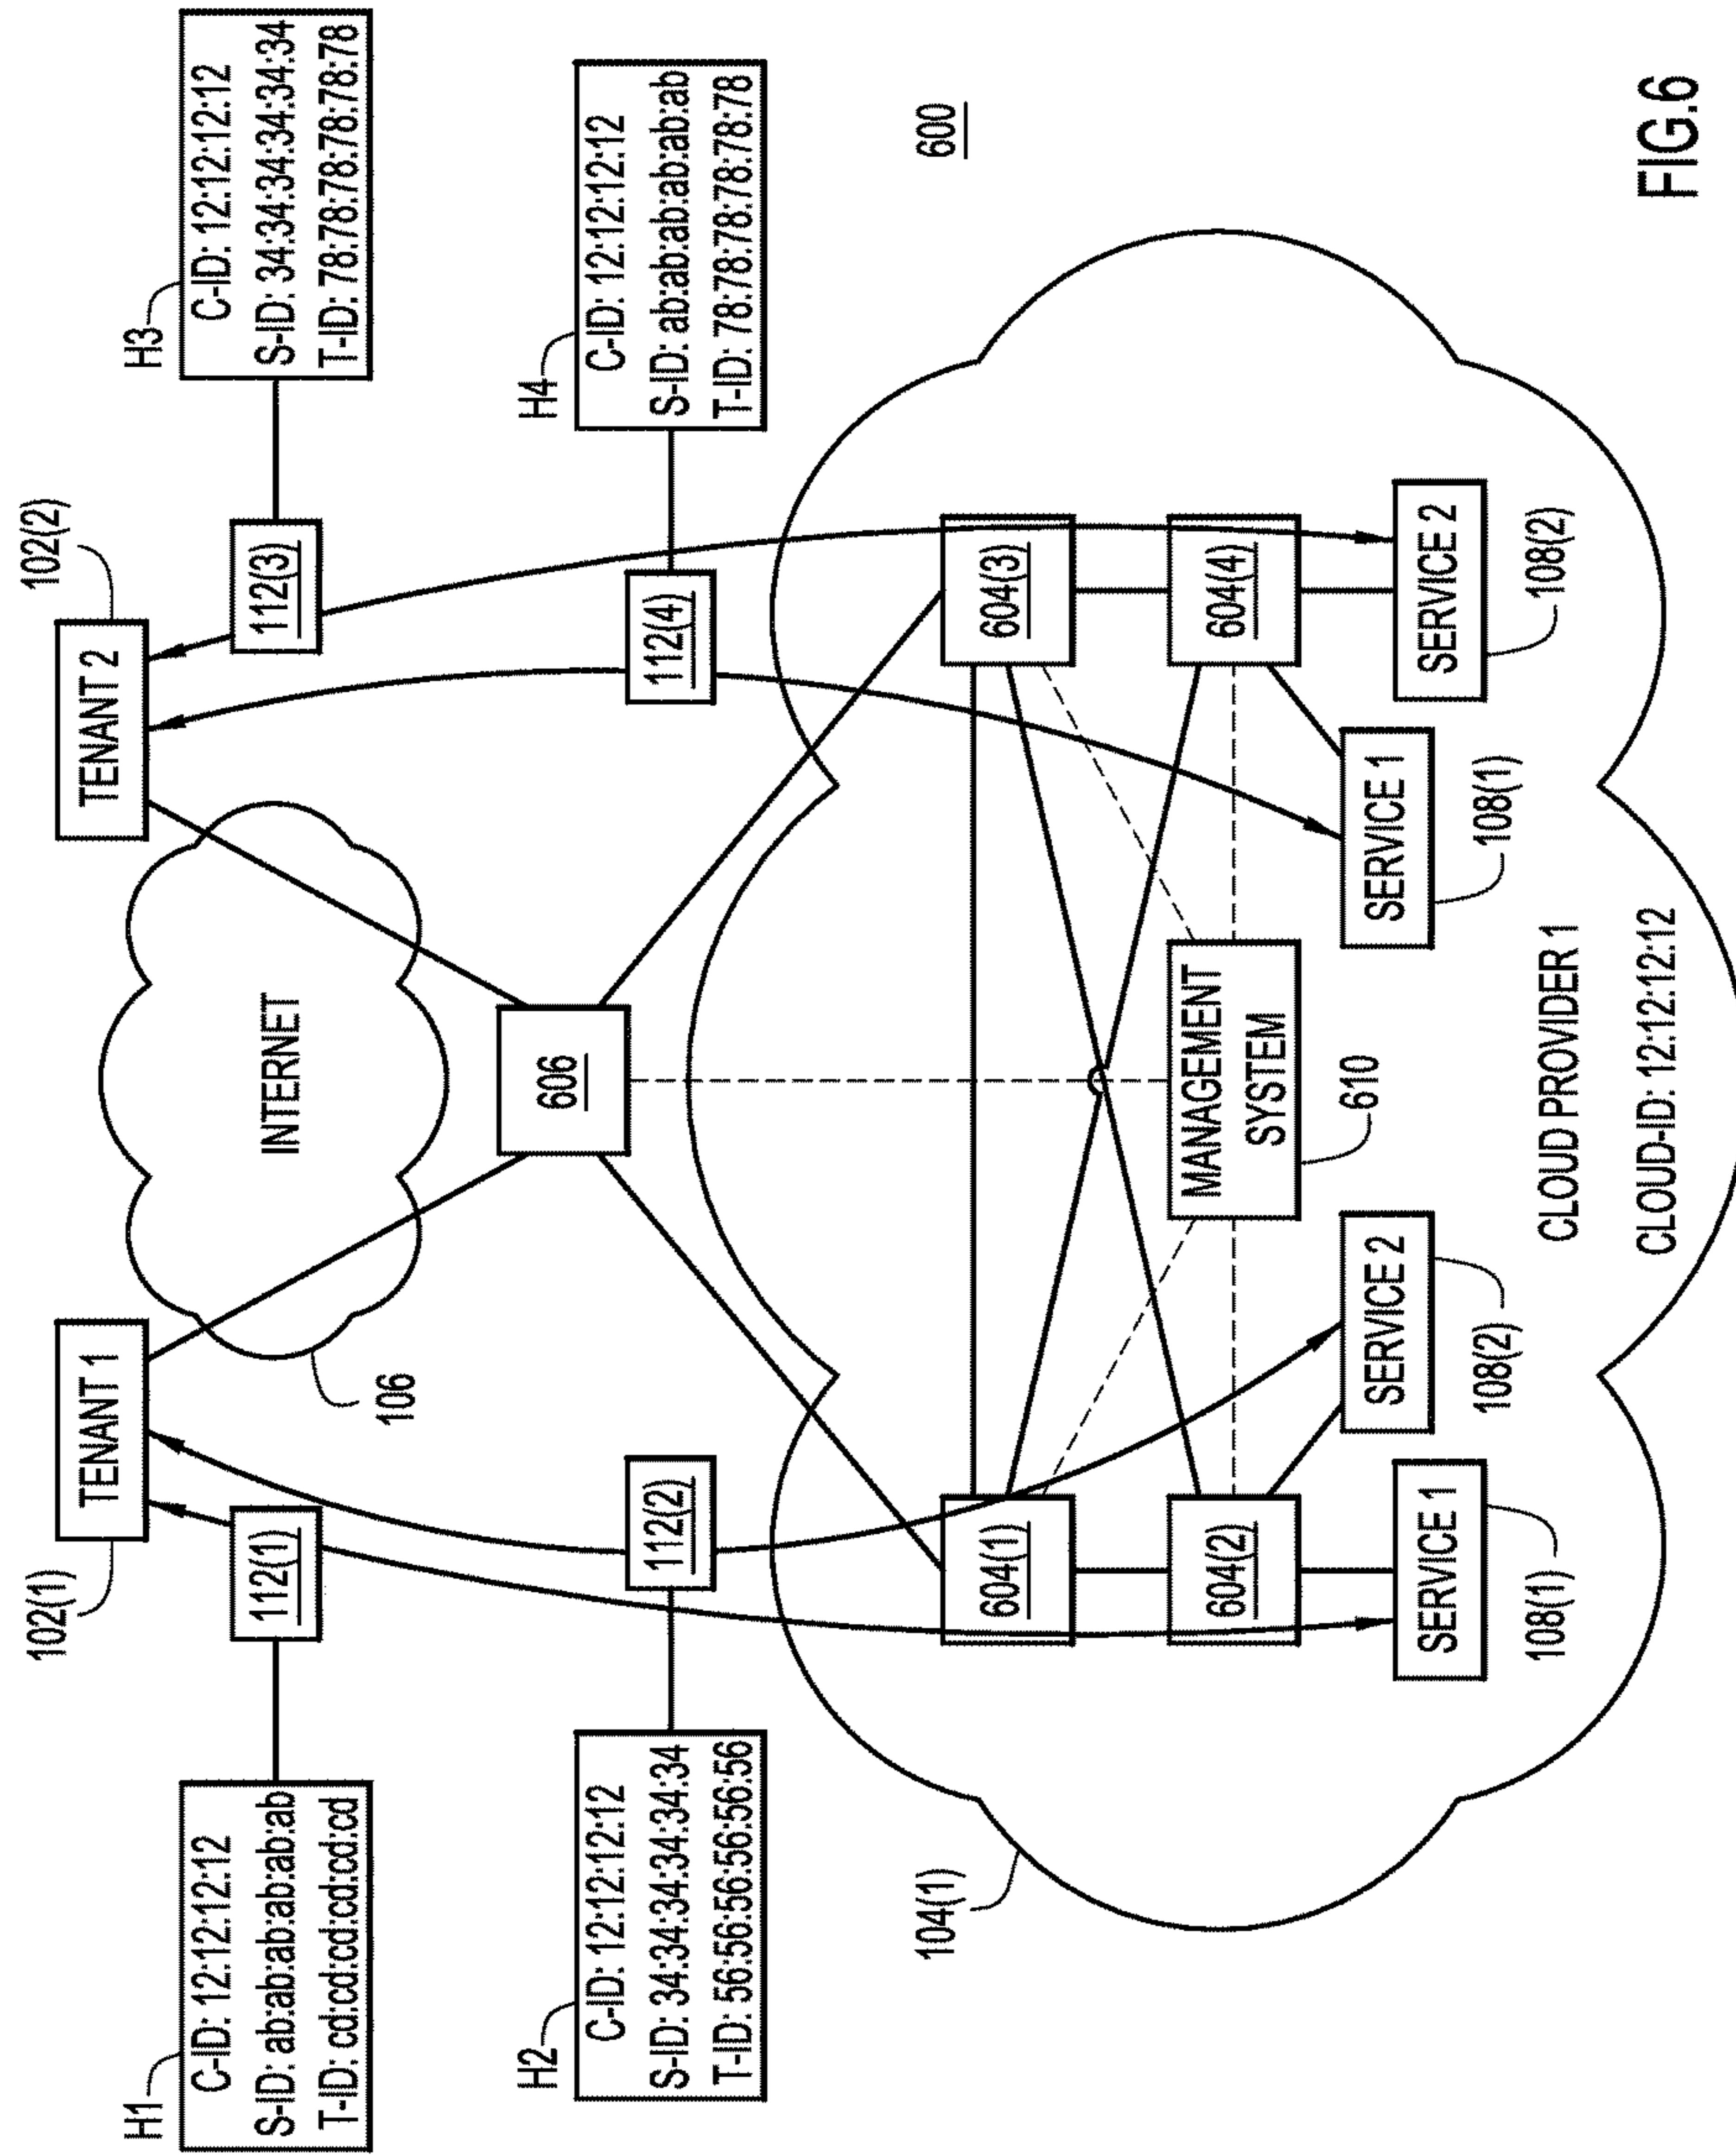 102(1)
TENANT 1
TENANT 2
102(2)
H1
C-ID: 12:12:12:12
S-ID: ab:ab:ab:ab:ab:ab
T-ID: cd:cd:cd:cd:cd:cd
112(1)
INTERNET
112(3)
H3
C-ID: 12:12:12:12
S-ID: 34:34:34:34:34:34
T-ID: 78:78:78:78:78:78
106
H2
C-ID: 12:12:12:12
S-ID: 34:34:34:34:34:34
T-ID: 56:56:56:56:56:56
112(2)
606
112(4)
H4
C-ID: 12:12:12:12
S-ID: ab:ab:ab:ab:ab:ab
T-ID: 78:78:78:78:78:78
600
104(1)
604(1)
604(3)
604(2)
MANAGEMENT
SYSTEM
604(4)
610
SERVICE 1
SERVICE 2
SERVICE 1
SERVICE 2
108(1)
108(2)
108(1)
108(2)
CLOUD PROVIDER 1
CLOUD-ID: 12:12:12:12
FIG.6